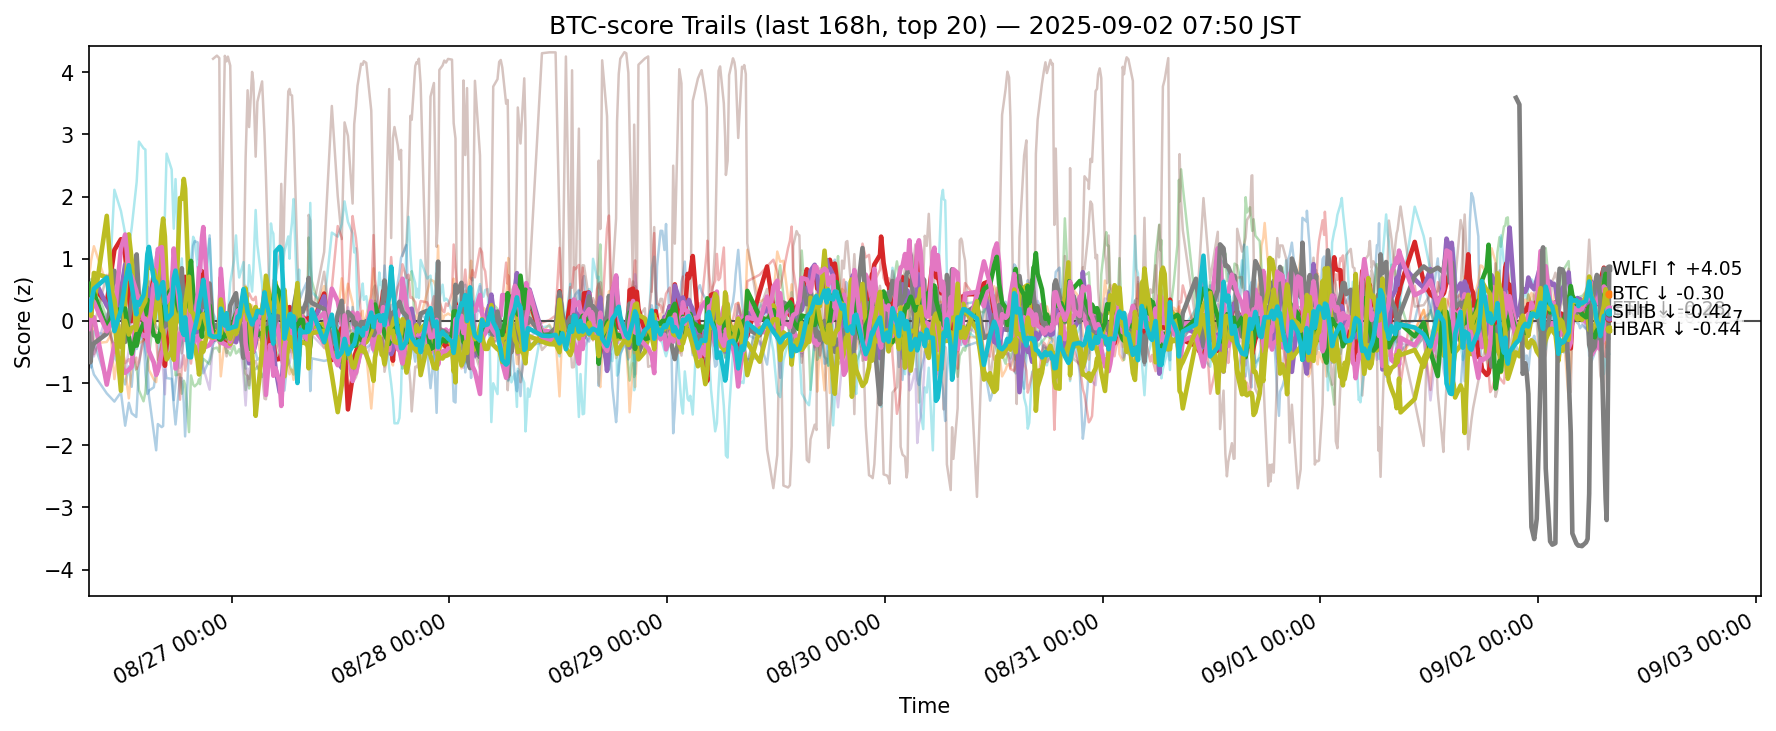 BTC-score Trails (last 168h, top 20) — 2025-09-02 07:50 JST
Score (z)
4
3
2
1
0
−1
−2
−3
−4
WLFI ↑ +4.05
BTC ↓ -0.30
SHIB ↓ -0.42
HBAR ↓ -0.44
08/27 00:00
08/28 00:00
08/29 00:00
08/30 00:00
08/31 00:00
09/01 00:00
09/02 00:00
09/03 00:00
Time